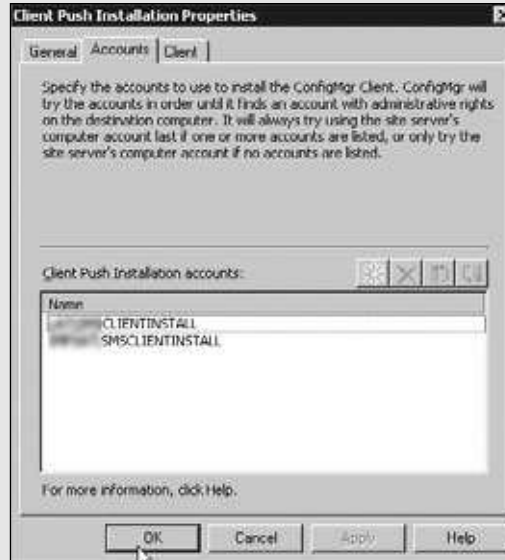 Client Push Installation Properties
General
Accounts
Client
Specify the accounts to use to install the ConfigMgr Client. ConfigMgr will
try the accounts in order until it finds an account with administrative rights
on the destination computer. It will always try using the site server's
computer account last if one or more accounts are listed, or only try the
site server's computer account if no accounts are listed.
Client Push Installation accounts:
Name
CLIENTINSTALL
SMSCLIENTINSTALL
For more information, click Help.
OK
Cancel
Apply
Help